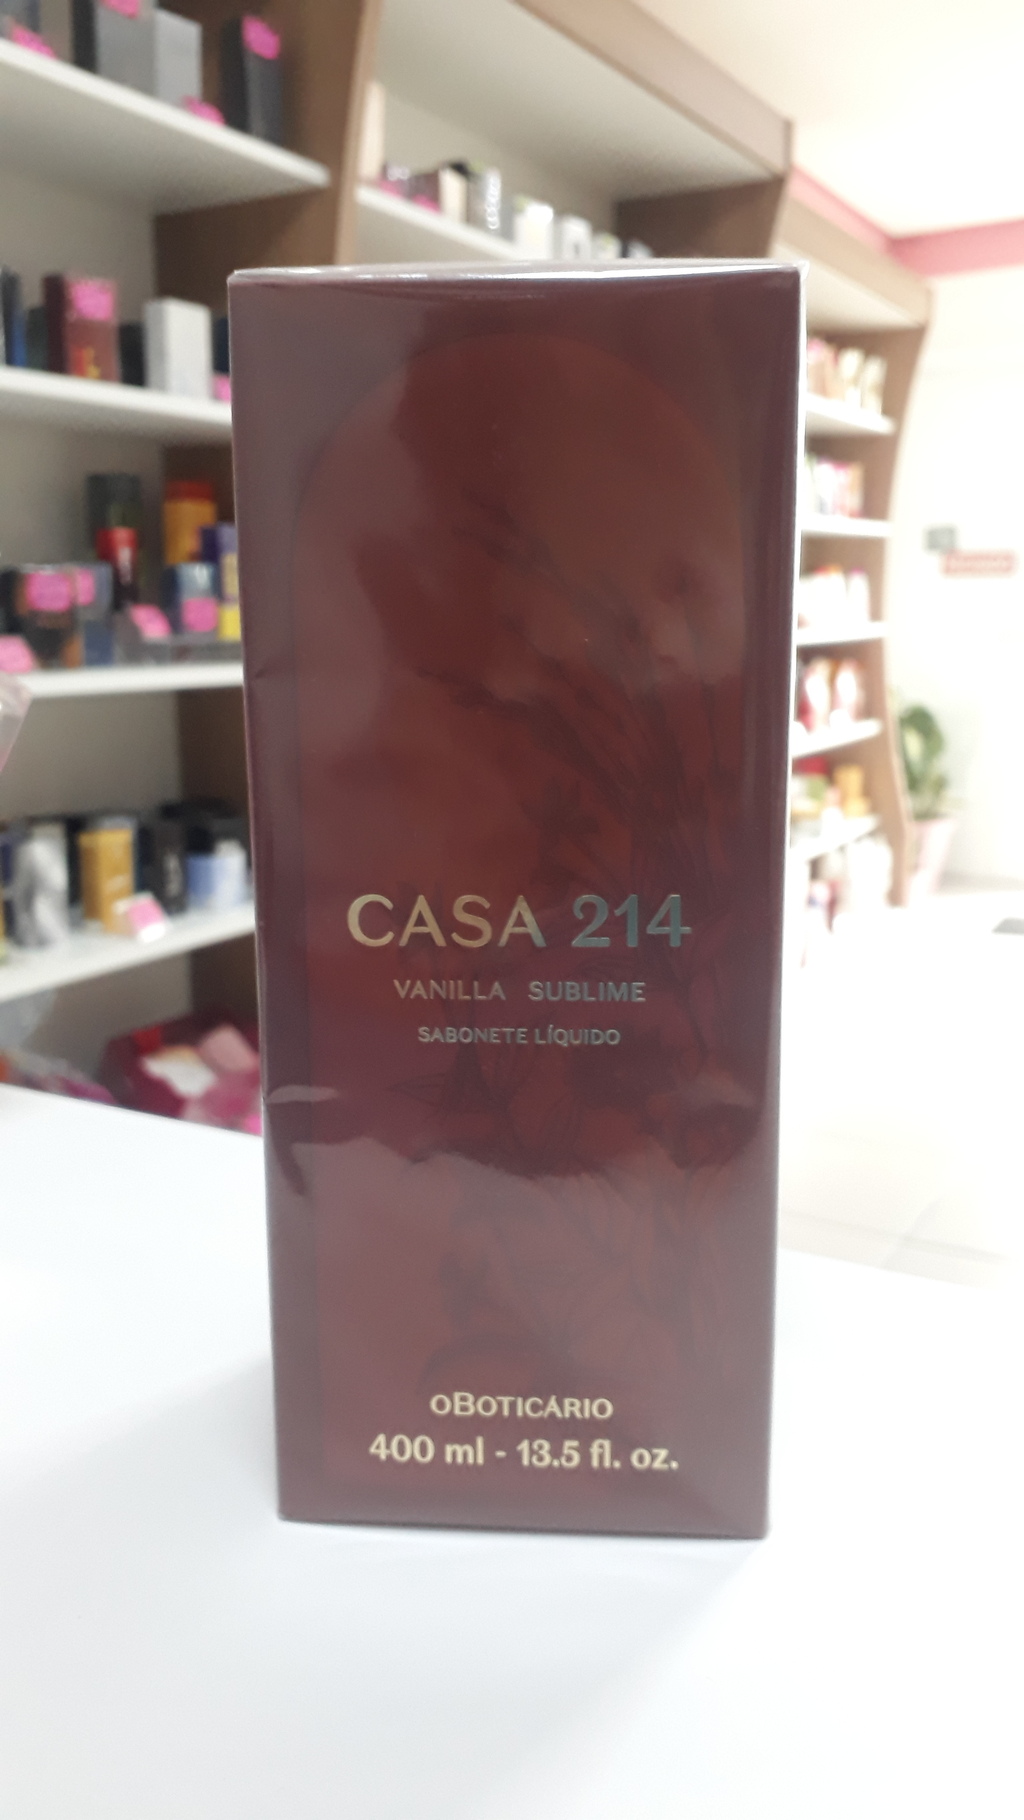 CASA 214
VANILLA SUBLIME
SABONETE LÍQUIDO
oBOTICÁRIO
400 ml - 13.5 fl. oz.